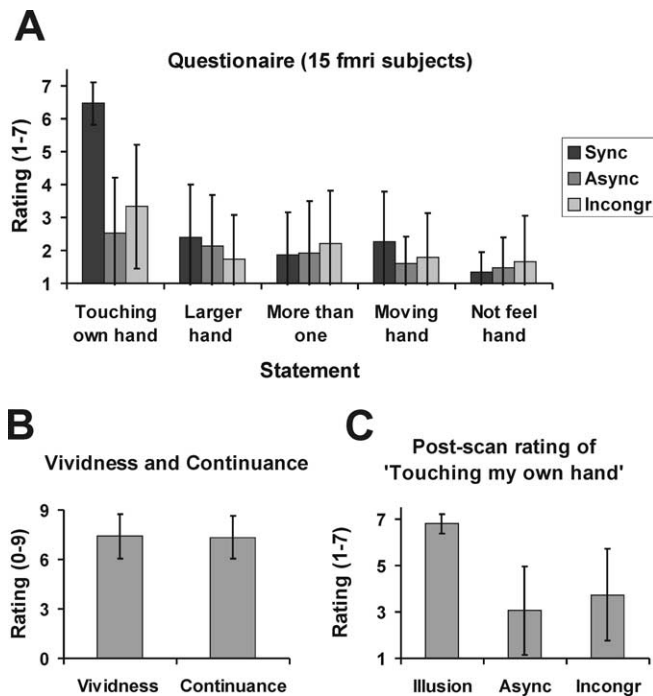 A
Questionaire (15 fmri subjects)
Rating (1-7)
7
6
5
4
3
2
1
Sync
Async
Incongr
Touching own hand
Larger hand
More than one
Moving hand
Not feel hand
Statement
B
Vividness and Continuance
Rating (0-9)
9
6
3
0
Vividness
Continuance
C
Post-scan rating of
'Touching my own hand'
Rating (1-7)
7
5
3
1
Illusion
Async
Incongr